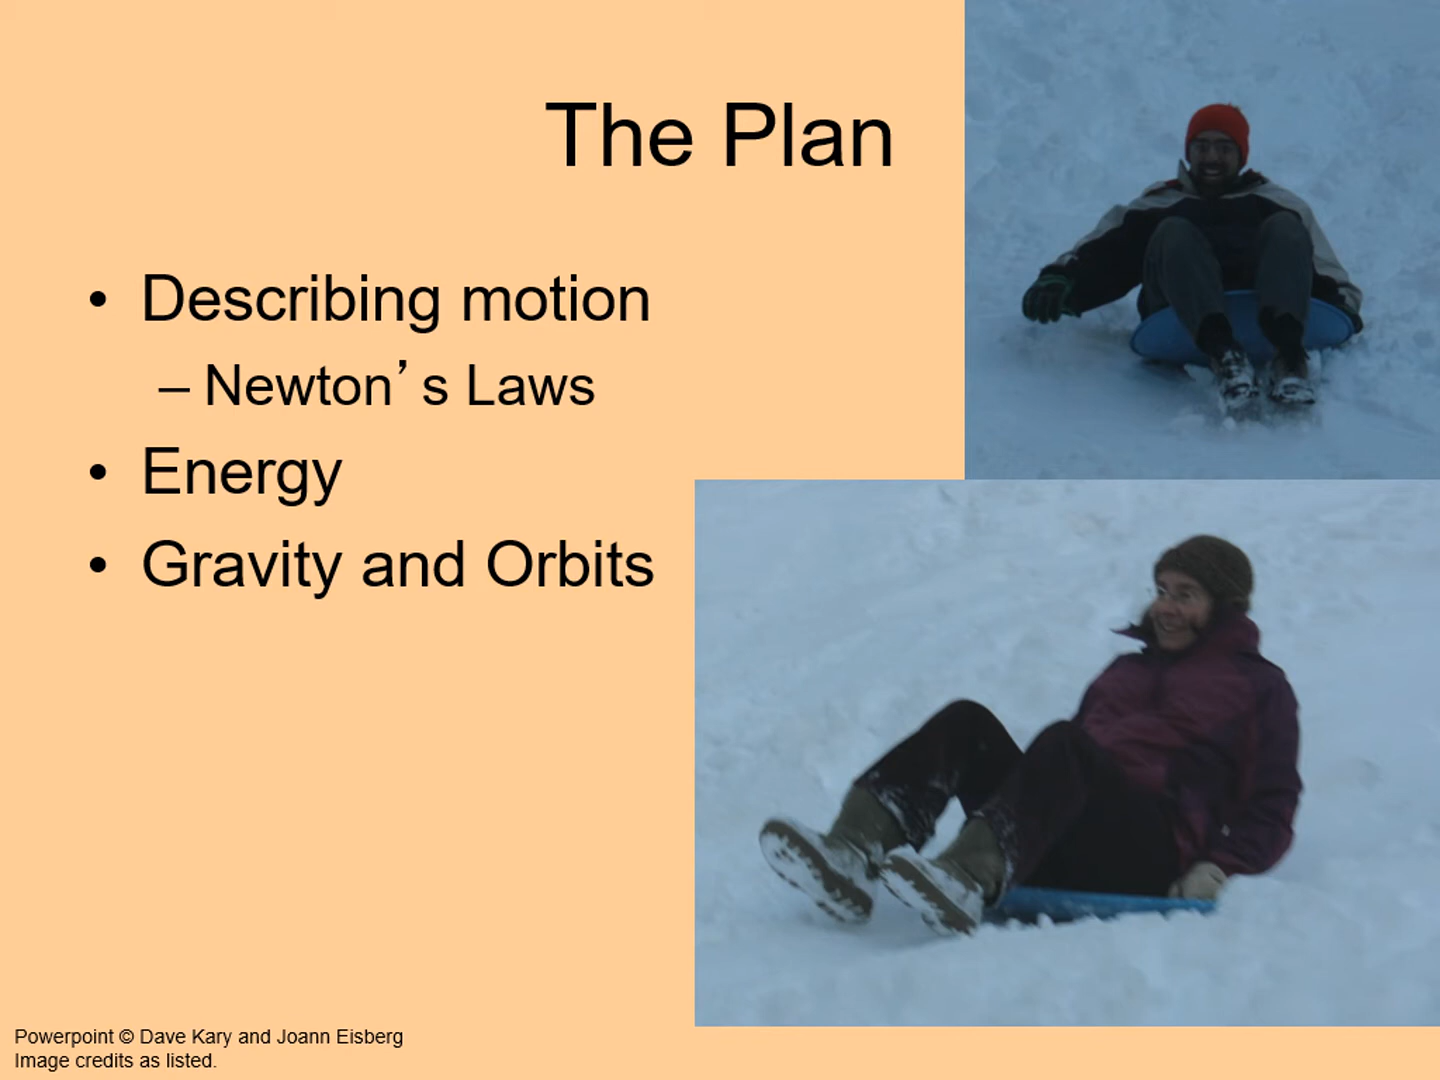 The Plan
• Describing motion
– Newton’s Laws
• Energy
• Gravity and Orbits
Powerpoint © Dave Kary and Joann Eisberg
Image credits as listed.